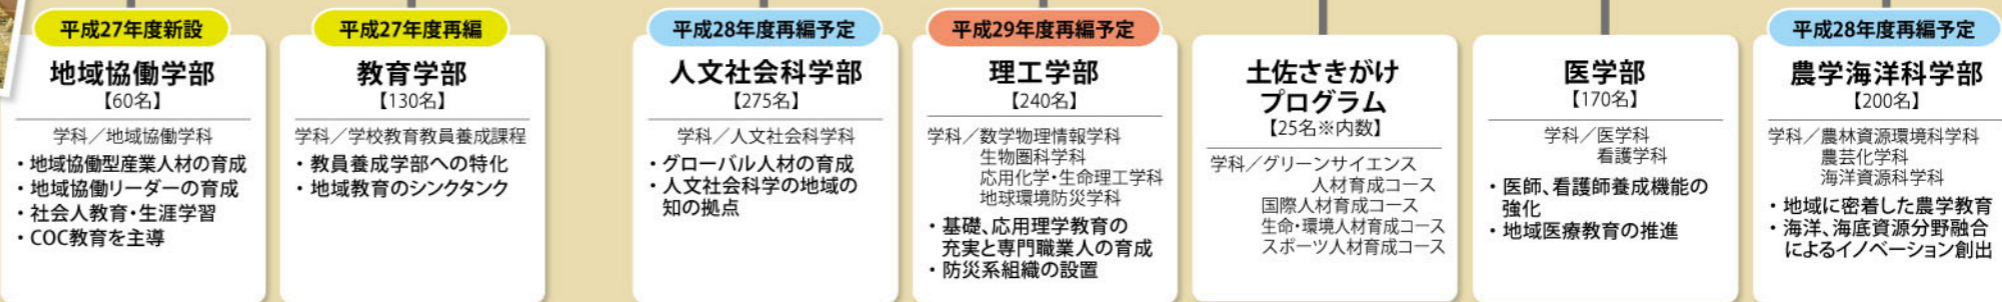 平成27年度新設
地域協働学部
【60名】
学科／地域協働学科
・地域協働型産業人材の育成
・地域協働リーダーの育成
・社会人教育・生涯学習
・COC教育を主導
平成27年度再編
教育学部
【130名】
学科／学校教育教員養成課程
・教員養成学部への特化
・地域教育のシンクタンク
平成28年度再編予定
人文社会科学部
【275名】
学科／人文社会科学科
・グローバル人材の育成
・人文社会科学の地域の
知の拠点
平成29年度再編予定
理工学部
【240名】
学科／数学物理情報学科
生物圏科学科
応用化学・生命理工学科
地球環境防災学科
・基礎、応用理学教育の
充実と専門職業人の育成
・防災系組織の設置
土佐さきがけ
プログラム
【25名※内数】
学科／グリーンサイエンス
人材育成コース
国際人材育成コース
生命・環境人材育成コース
スポーツ人材育成コース
医学部
【170名】
学科／医学科
看護学科
・医師、看護師養成機能の
強化
・地域医療教育の推進
平成28年度再編予定
農学海洋科学部
【200名】
学科／農林資源環境科学科
農芸化学科
海洋資源科学科
・地域に密着した農学教育
・海洋、海底資源分野融合
によるイノベーション創出